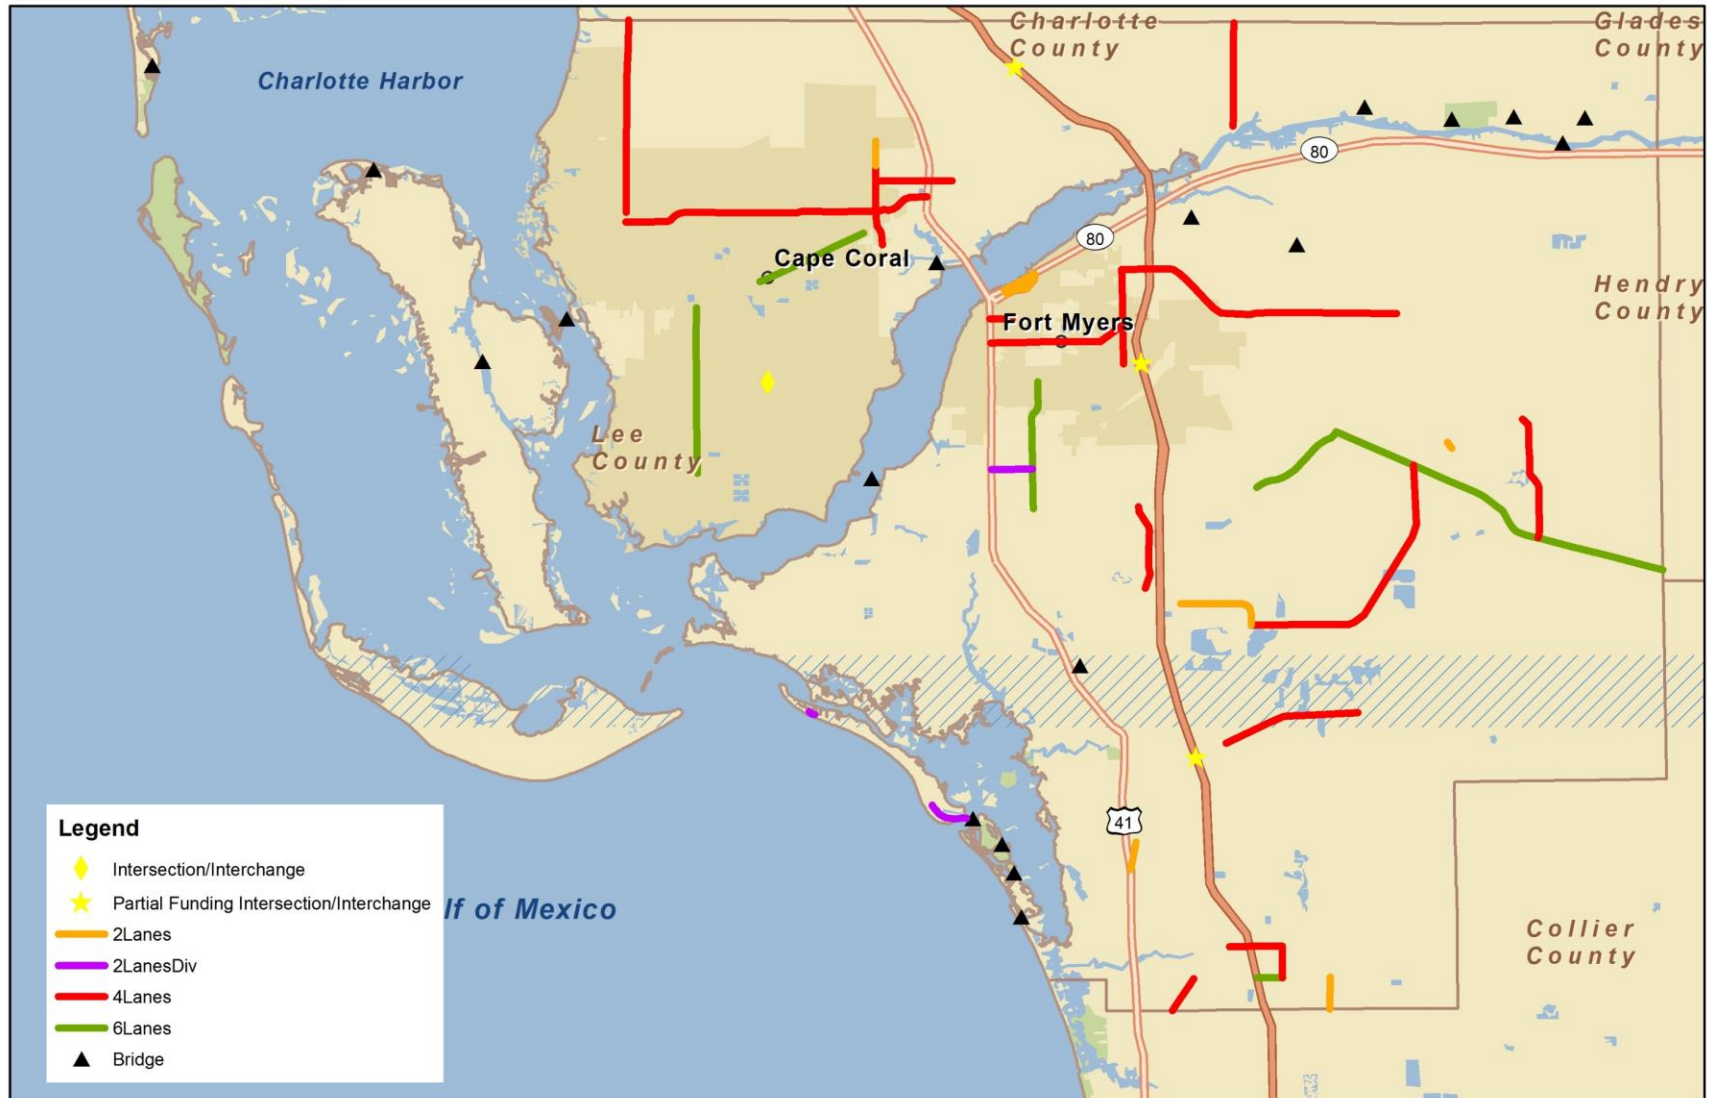 Charlotte
County
Glades
County
Charlotte Harbor
80
80
Cape Coral
Hendry
County
Fort Myers
Lee
County
41
Legend
Intersection/Interchange
Partial Funding Intersection/Interchange
2Lanes
2LanesDiv
4Lanes
6Lanes
Bridge
lf of Mexico
Collier
County